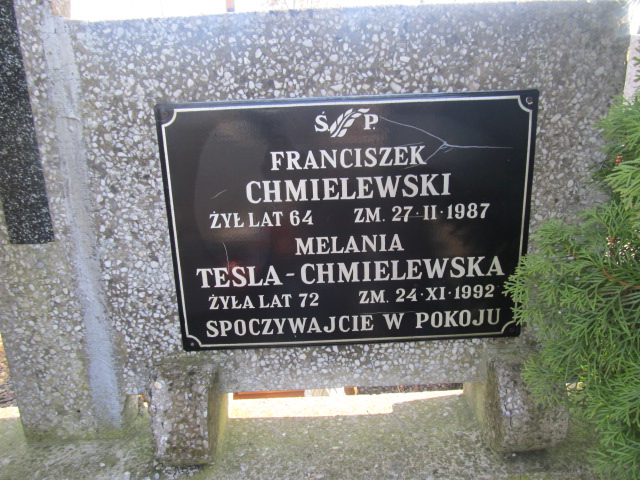 Ś. P.
FRANCISZEK
CHMIELEWSKI
ŻYŁ LAT 64 ZM. 27·II·1987
MELANIA
TESLA-CHMIELEWSKA
ŻYŁA LAT 72 ZM. 24·XI·1992
SPOCZYWAJCIE W POKOJU